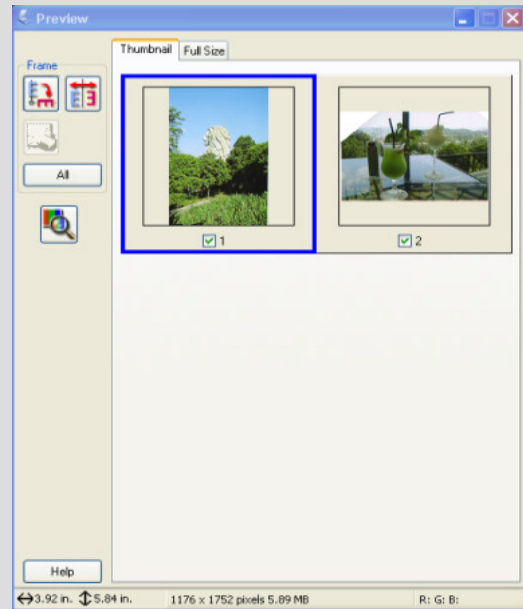 Preview
Thumbnail Full Size
Frame
All
1 2
Help
3.92 in. 5.84 in. 1176 x 1752 pixels 5.89 MB R: G: B: